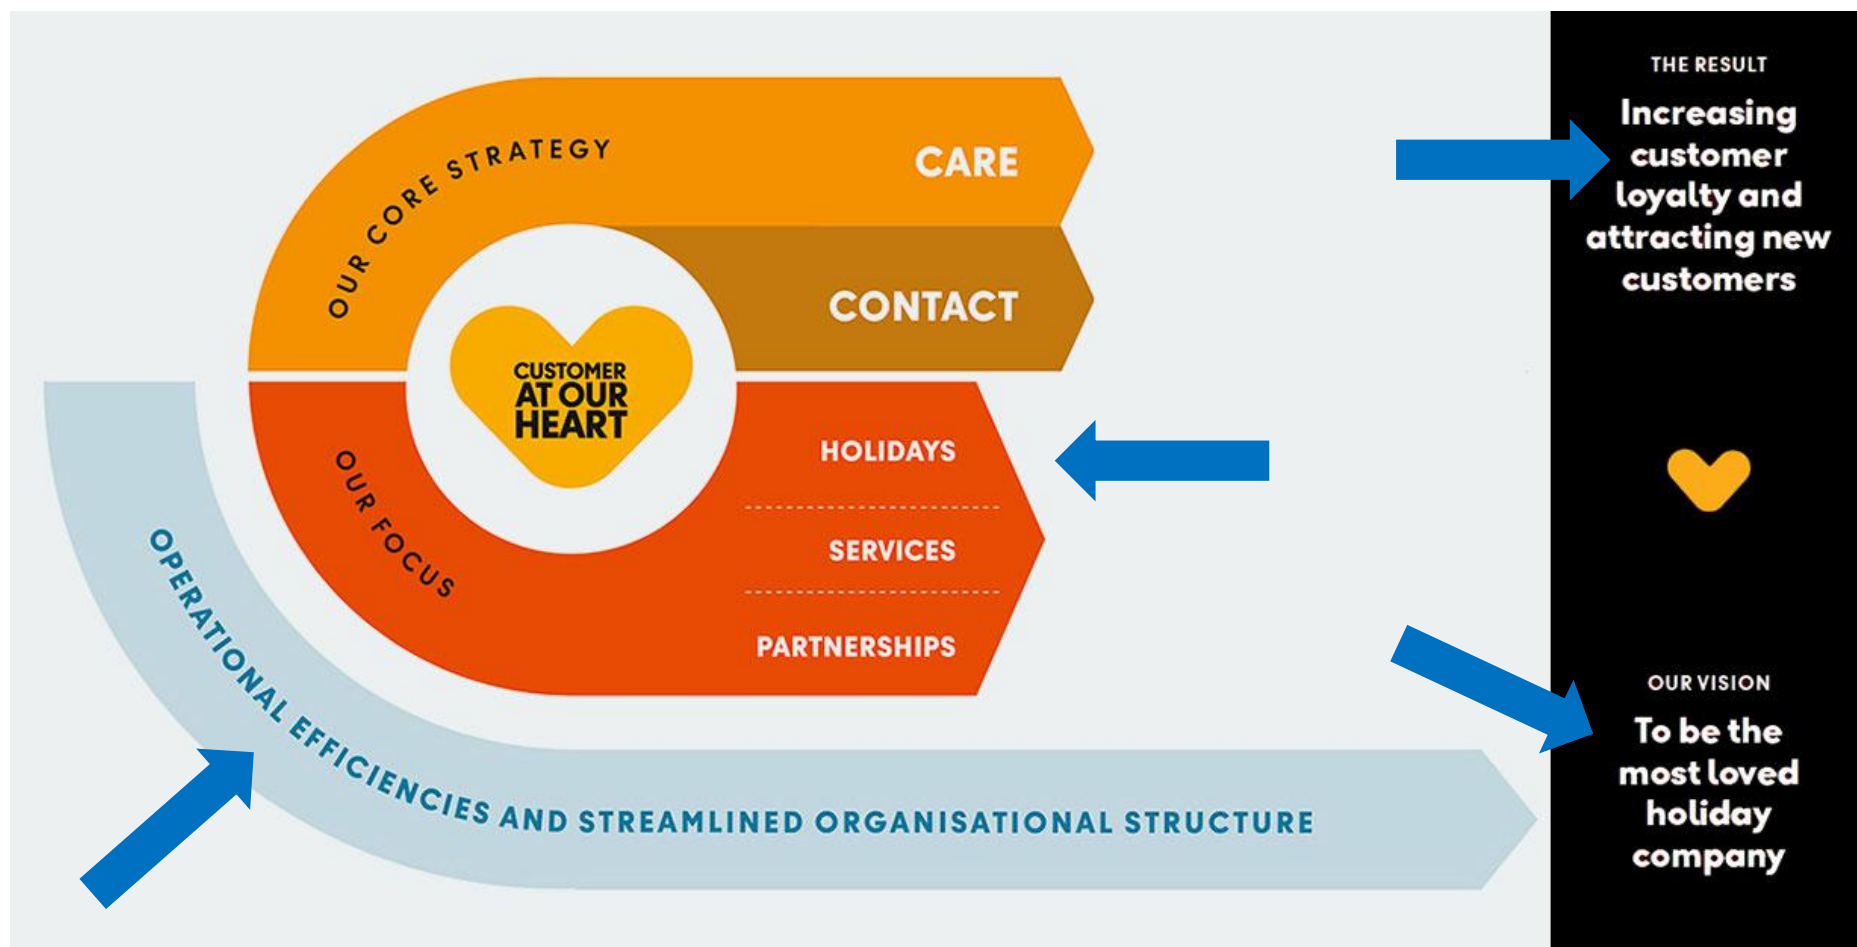 OUR CORE STRATEGY
CARE
CONTACT
CUSTOMER
AT OUR
HEART
OUR FOCUS
HOLIDAYS
SERVICES
PARTNERSHIPS
OPERATIONAL EFFICIENCIES AND STREAMLINED ORGANISATIONAL STRUCTURE
THE RESULT
Increasing
customer
loyalty and
attracting new
customers
OUR VISION
To be the
most loved
holiday
company